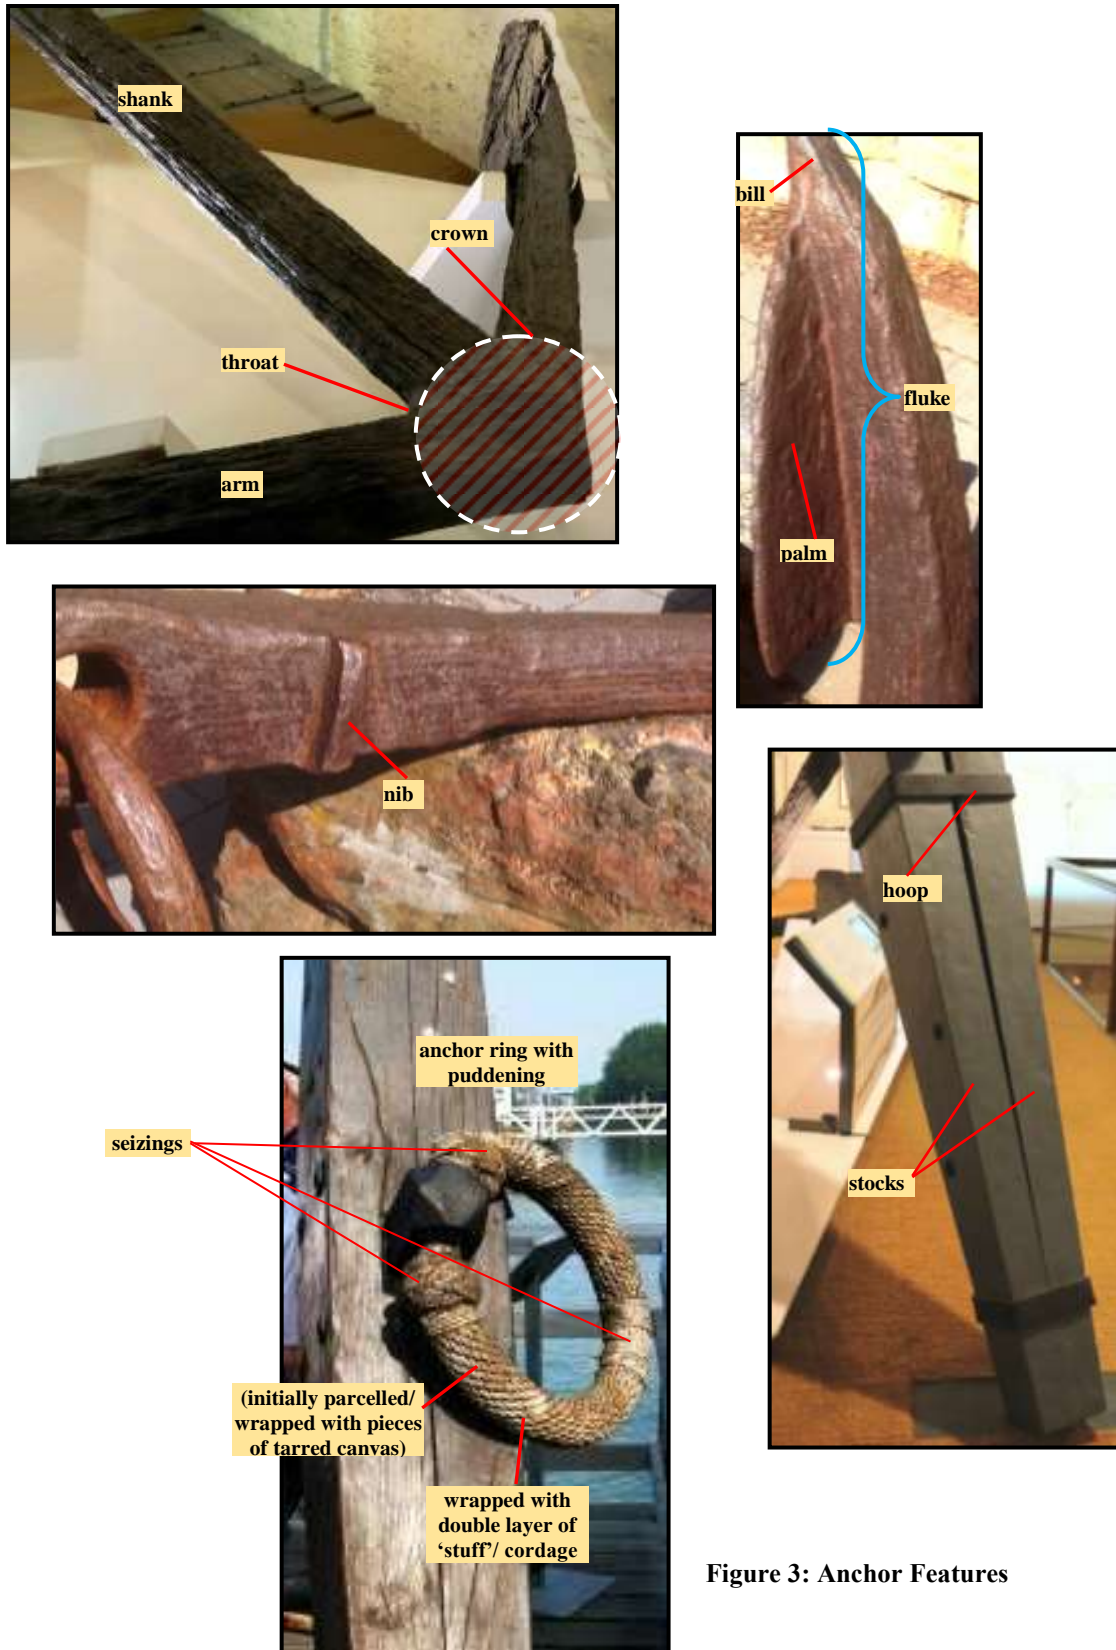 shank
crown
throat
arm
bill
fluke
palm
nib
hoop
stocks
anchor ring with
puddening
seizings
(initially parcelled/
wrapped with pieces
of tarred canvas)
wrapped with
double layer of
‘stuff’/ cordage
Figure 3: Anchor Features